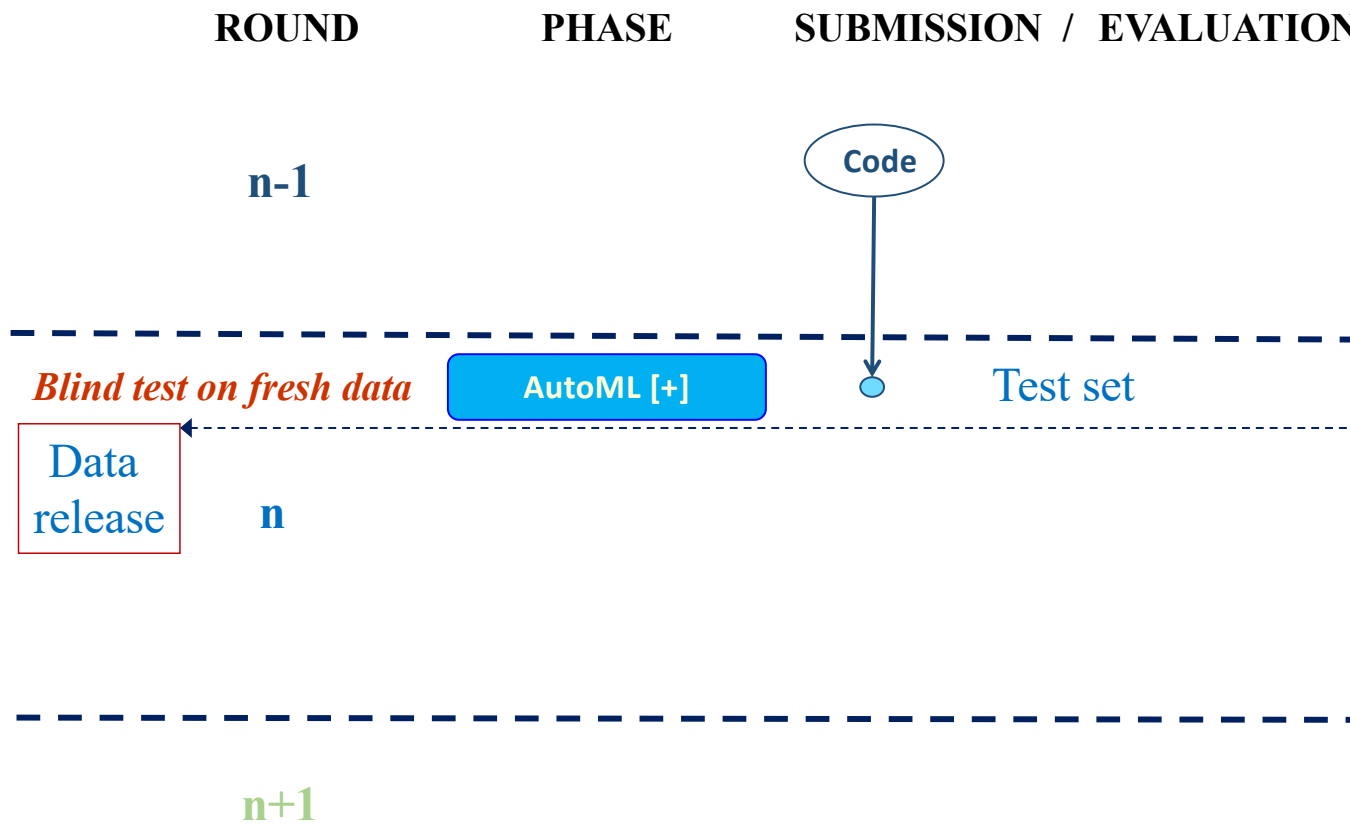 ROUND PHASE SUBMISSION / EVALUATION
Code
n-1
Blind test on fresh data AutoML [+] Test set
Data
release
n
n+1